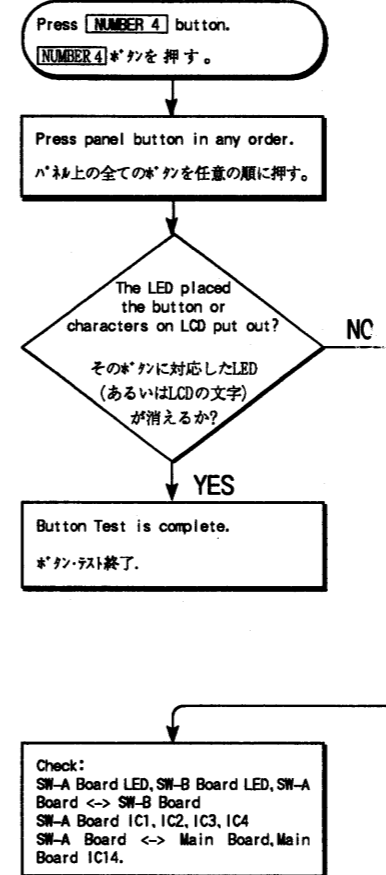 Press NUMBER 4 button.
NUMBER 4 ﾎﾞﾀﾝを 押 す 。
Press panel button in any order.
ﾊﾟﾈﾙ上の全てのﾎﾞﾀﾝを任意の順に押す。
The LED placed
the button or
characters on LCD put out?
そのﾎﾞﾀﾝに対応したLED
(あるいはLCDの文字)
が消えるか?
NO
YES
Button Test is complete.
ﾎﾞﾀﾝ･ﾃｽﾄ終了.
Check:
SW-A Board LED, SW-B Board LED, SW-A
Board <-> SW-B Board
SW-A Board IC1, IC2, IC3, IC4
SW-A Board <-> Main Board, Main
Board IC14.